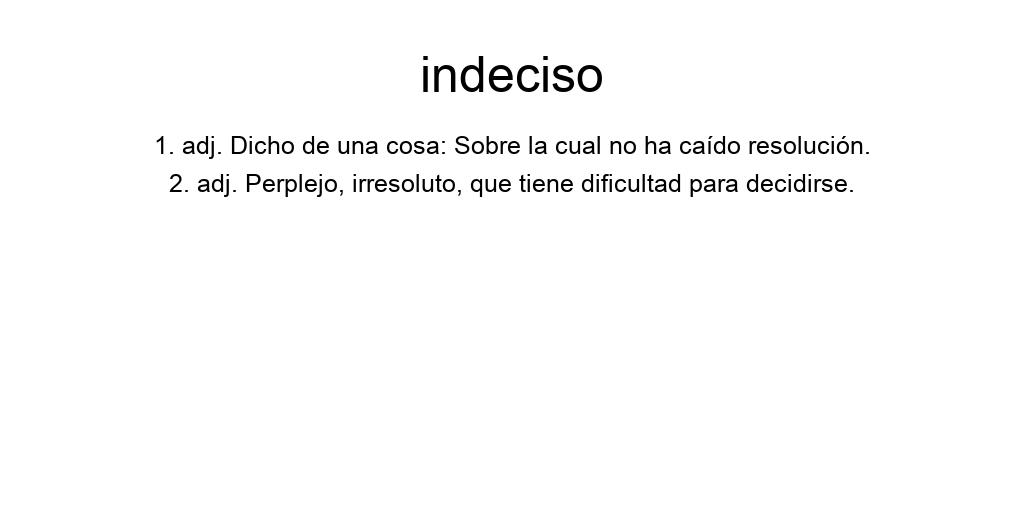 indeciso
1. adj. Dicho de una cosa: Sobre la cual no ha caído resolución.
2. adj. Perplejo, irresoluto, que tiene dificultad para decidirse.